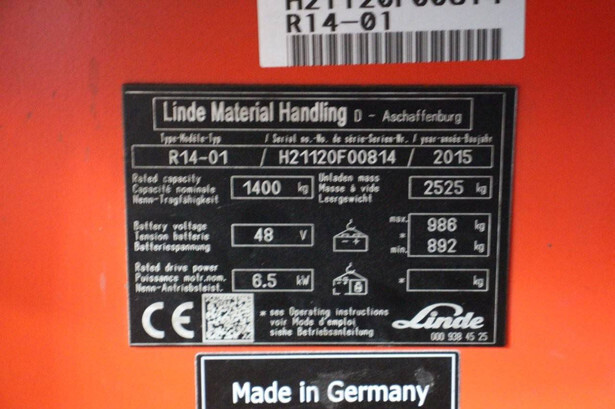 H21120F00814
R14-01
Linde Material Handling D - Aschaffenburg
Type-Modèle-Typ / Serial no.-No. de série-Serien-Nr. / year-année-Baujahr
R14-01 / H21120F00814 / 2015
Rated capacity
Capacité nominale 1400 kg
Nenn-Tragfähigkeit
Unladen mass
Masse à vide 2525 kg
Leergewicht
Battery voltage
Tension batterie 48 V
Batteriespannung
max. 986 kg
=
min. 892 kg
Rated drive power
Puissance motr.nom. 6.5 kW
Nenn-Antriebsleist.
= kg
CE
* see Operating instructions
voir Mode d'emploi
siehe Betriebsanleitung
Linde
000 938 45 25
Made in Germany